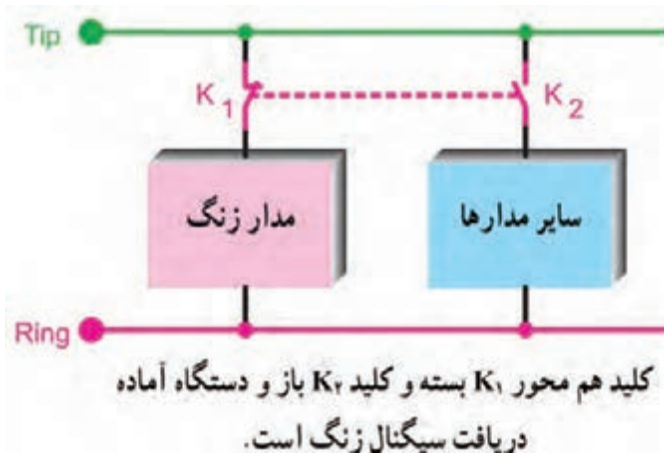 Tip
K1
K2
مدار زنگ
سایر مدارها
Ring
کلید هم محور K۱ بسته و کلید K۲ باز و دستگاه آماده
دریافت سیگنال زنگ است.